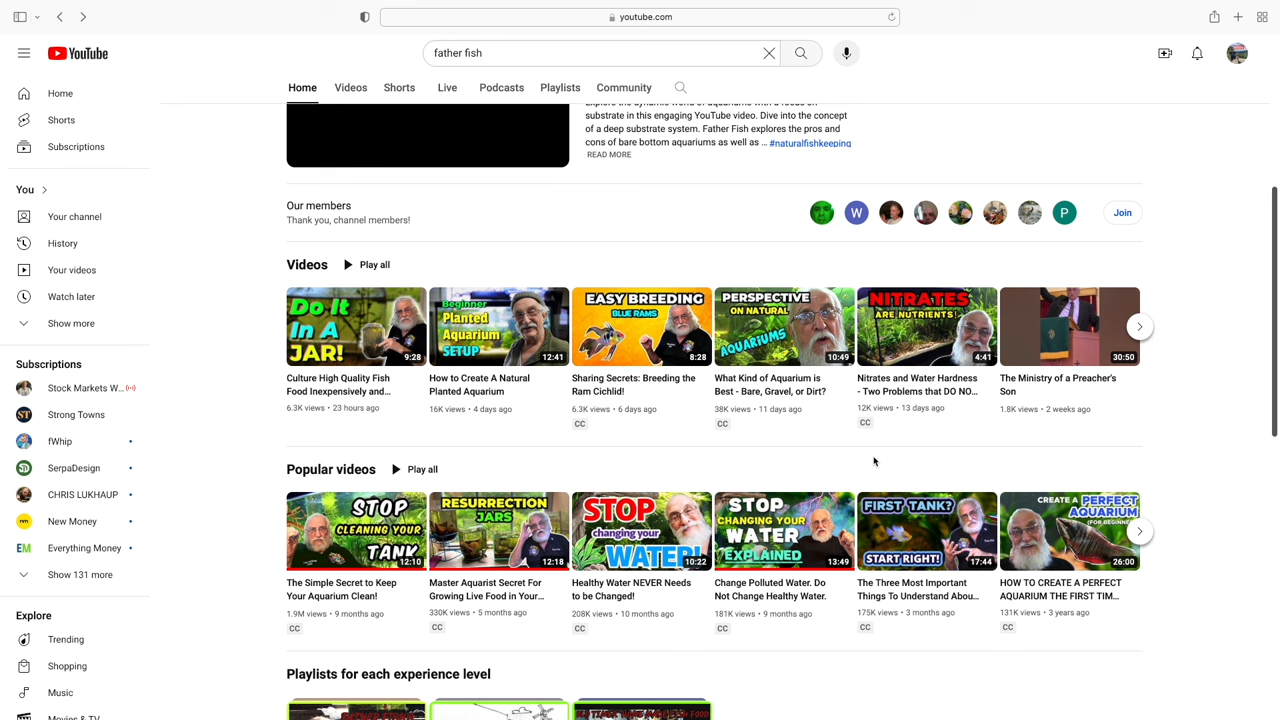 youtube.com
YouTube
father fish
Home Videos Shorts Live Podcasts Playlists Community
Home
Shorts
Subscriptions
You
Your channel
History
Your videos
Watch later
Show more
Subscriptions
Stock Markets W...
Strong Towns
fWhip
SerpaDesign
CHRIS LUKHAUP
New Money
Everything Money
Show 131 more
Explore
Trending
Shopping
Music
Movies & TV
substrate in this engaging YouTube video. Dive into the concept
of a deep substrate system. Father Fish explores the pros and
cons of bare bottom aquariums as well as ... #naturalfishkeeping
READ MORE
Our members
Thank you, channel members!
W
P
Join
Videos Play all
Do It
In A
JAR!
9:28
Culture High Quality Fish
Food Inexpensively and...
6.3K views • 23 hours ago
Beginner
Planted
Aquarium
SETUP
12:41
How to Create A Natural
Planted Aquarium
16K views • 4 days ago
EASY BREEDING
BLUE RAMS
8:28
Sharing Secrets: Breeding the
Ram Cichlid!
6.3K views • 6 days ago
CC
PERSPECTIVE
ON NATURAL
AQUARIUMS
10:49
What Kind of Aquarium is
Best - Bare, Gravel, or Dirt?
38K views • 11 days ago
CC
NITRATES
ARE NUTRIENTS!
4:41
Nitrates and Water Hardness
- Two Problems that DO NO...
12K views • 13 days ago
CC
30:50
The Ministry of a Preacher's
Son
1.8K views • 2 weeks ago
Popular videos Play all
STOP
CLEANING YOUR
TANK
12:10
The Simple Secret to Keep
Your Aquarium Clean!
1.9M views • 9 months ago
CC
RESURRECTION
JARS
12:18
Master Aquarist Secret For
Growing Live Food in Your...
330K views • 5 months ago
CC
STOP
changing your
WATER!
10:22
Healthy Water NEVER Needs
to be Changed!
208K views • 10 months ago
CC
STOP
CHANGING YOUR
WATER
EXPLAINED
13:49
Change Polluted Water. Do
Not Change Healthy Water.
181K views • 9 months ago
CC
FIRST TANK?
START RIGHT!
17:44
The Three Most Important
Things To Understand Abou...
175K views • 3 months ago
CC
CREATE A PERFECT
AQUARIUM
(FOR BEGINNERS)
26:00
HOW TO CREATE A PERFECT
AQUARIUM THE FIRST TIM...
131K views • 3 years ago
CC
Playlists for each experience level